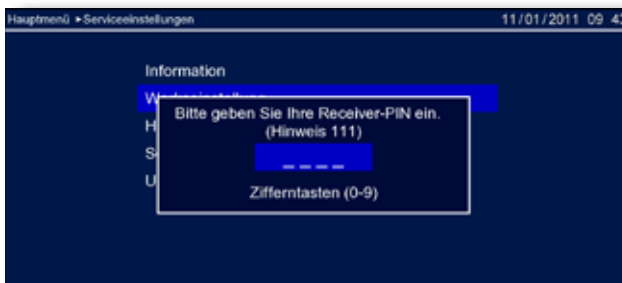 Hauptmenü ▸Serviceeinstellungen
11/01/2011 09
Information
Bitte geben Sie Ihre Receiver-PIN ein.
(Hinweis 111)
_ _ _ _
Zifferntasten (0-9)